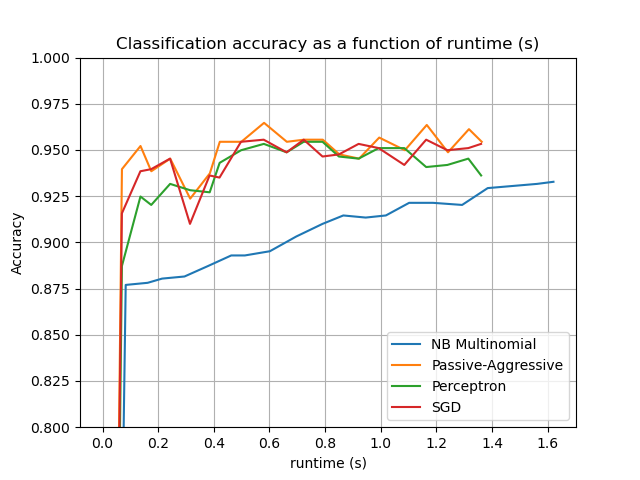 Classification accuracy as a function of runtime (s)
1.000
0.975
0.950
0.925
0.900
0.875
0.850
0.825
0.800
Accuracy
NB Multinomial
Passive-Aggressive
Perceptron
SGD
0.0 0.2 0.4 0.6 0.8 1.0 1.2 1.4 1.6
runtime (s)